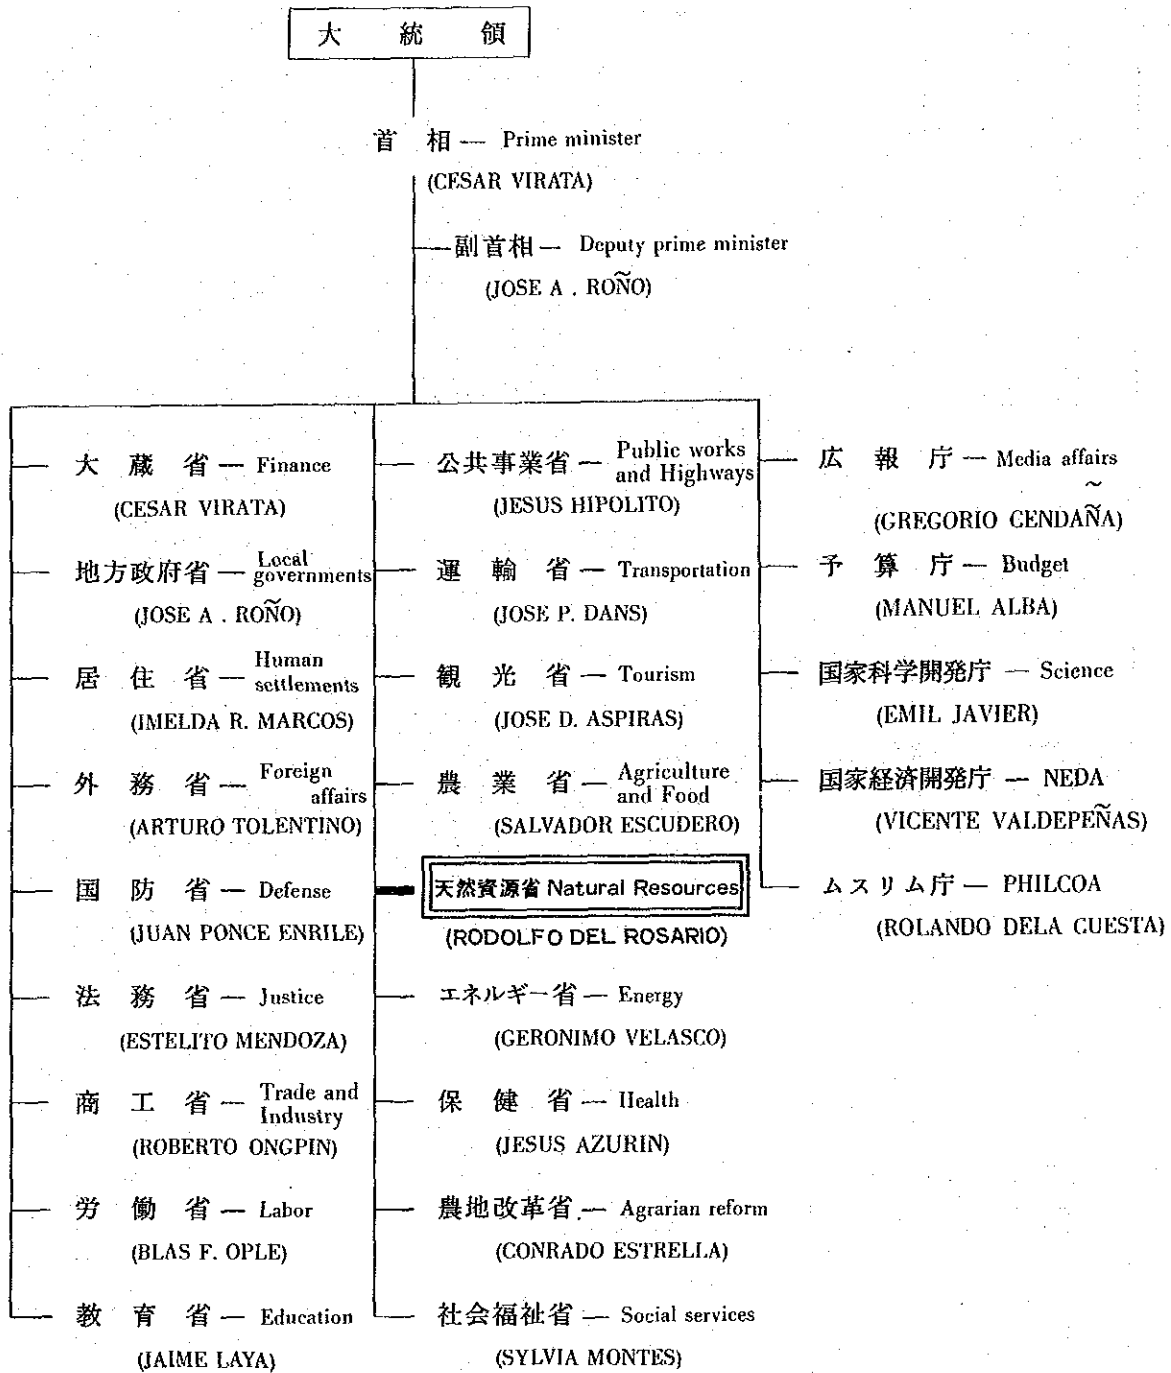 大統領
首相 — Prime minister
(CESAR VIRATA)
副首相 — Deputy prime minister
(JOSE A . ROÑO)
大蔵省 — Finance
(CESAR VIRATA)
地方政府省 — Local
governments
(JOSE A . ROÑO)
居住省 — Human
settlements
(IMELDA R. MARCOS)
外務省 — Foreign
affairs
(ARTURO TOLENTINO)
国防省 — Defense
(JUAN PONCE ENRILE)
法務省 — Justice
(ESTELITO MENDOZA)
商工省 — Trade and
Industry
(ROBERTO ONGPIN)
労働省 — Labor
(BLAS F. OPLE)
教育省 — Education
(JAIME LAYA)
公共事業省 — Public works
and Highways
(JESUS HIPOLITO)
運輸省 — Transportation
(JOSE P. DANS)
観光省 — Tourism
(JOSE D. ASPIRAS)
農業省 — Agriculture
and Food
(SALVADOR ESCUDERO)
天然資源省 Natural Resources
(RODOLFO DEL ROSARIO)
エネルギー省 — Energy
(GERONIMO VELASCO)
保健省 — Health
(JESUS AZURIN)
農地改革省 — Agrarian reform
(CONRADO ESTRELLA)
社会福祉省 — Social services
(SYLVIA MONTES)
広報庁 — Media affairs
(GREGORIO CENDAÑA)
予算庁 — Budget
(MANUEL ALBA)
国家科学開発庁 — Science
(EMIL JAVIER)
国家経済開発庁 — NEDA
(VICENTE VALDEPEÑAS)
ムスリム庁 — PHILCOA
(ROLANDO DELA CUESTA)